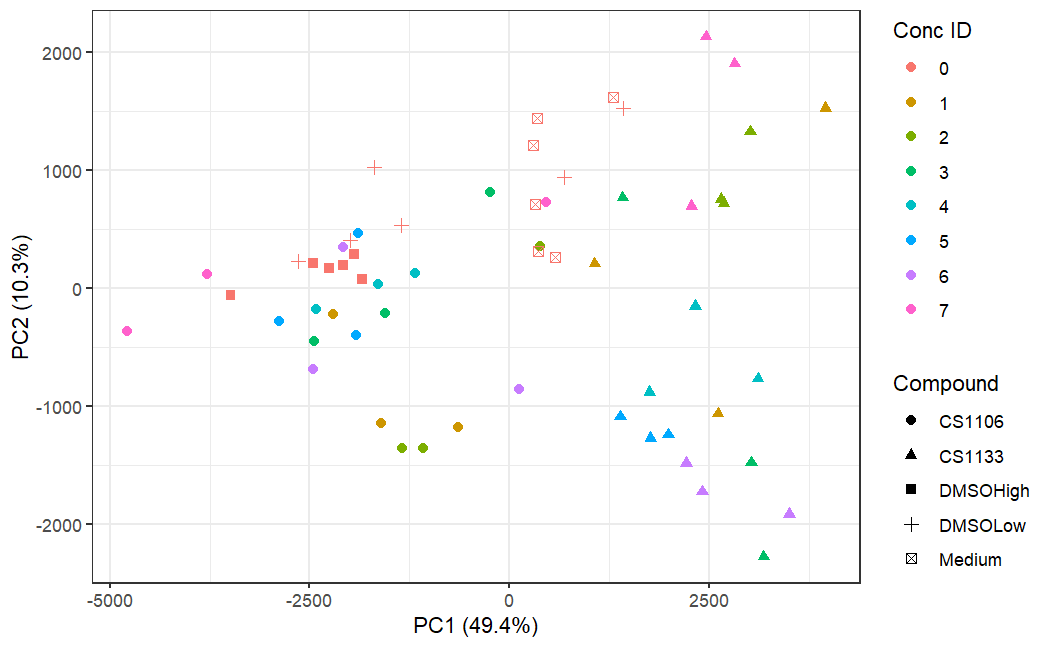 2000
1000
0
-1000
-2000
PC2 (10.3%)
-5000
-2500
0
2500
PC1 (49.4%)
Conc ID
0
1
2
3
4
5
6
7
Compound
CS1106
CS1133
DMSOHigh
DMSOLow
Medium